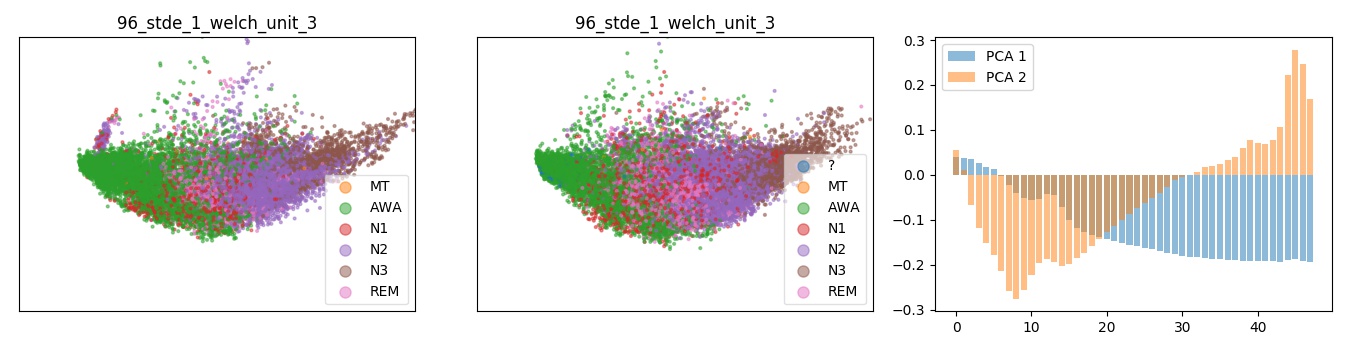 96_stde_1_welch_unit_3
MT
AWA
N1
N2
N3
REM
96_stde_1_welch_unit_3
?
MT
AWA
N1
N2
N3
REM
PCA 1
PCA 2
0.3
0.2
0.1
0.0
−0.1
−0.2
−0.3
0 10 20 30 40